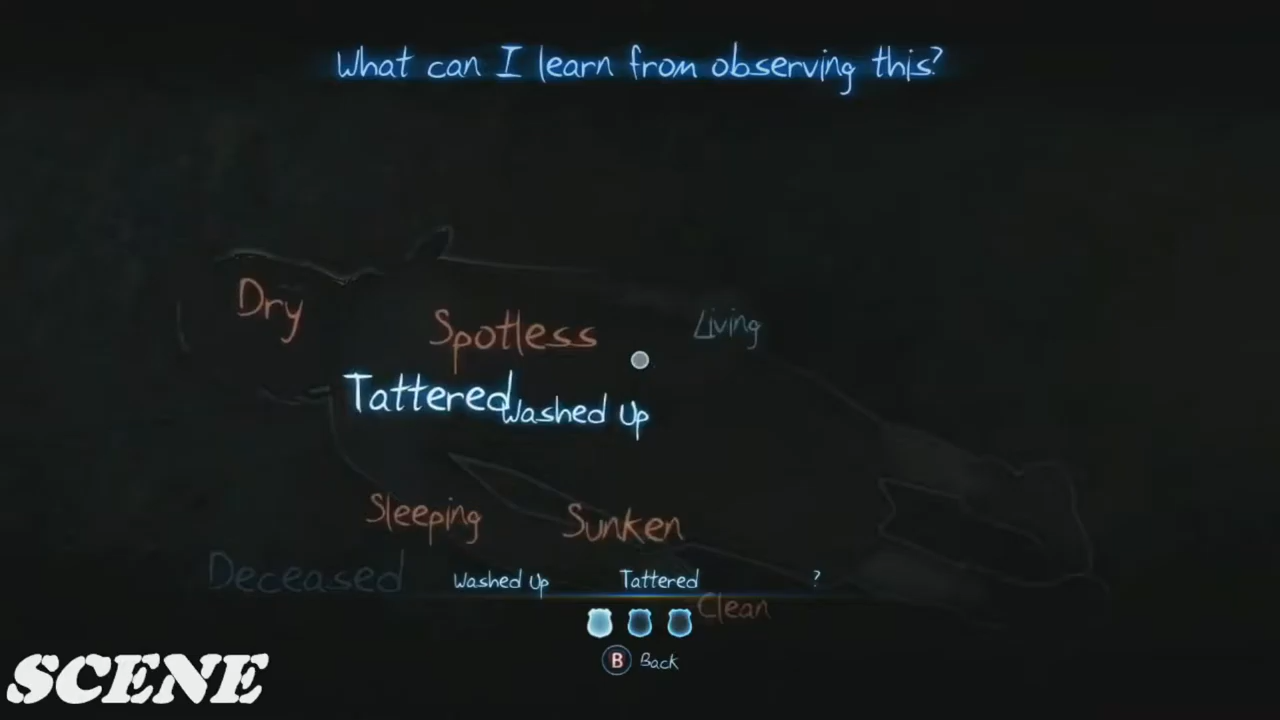 What can I learn from observing this?
Dry
Spotless
Living
Tattered
Washed Up
Sleeping
Sunken
Deceased
Washed Up
Tattered
?
Clean
B Back
SCENE